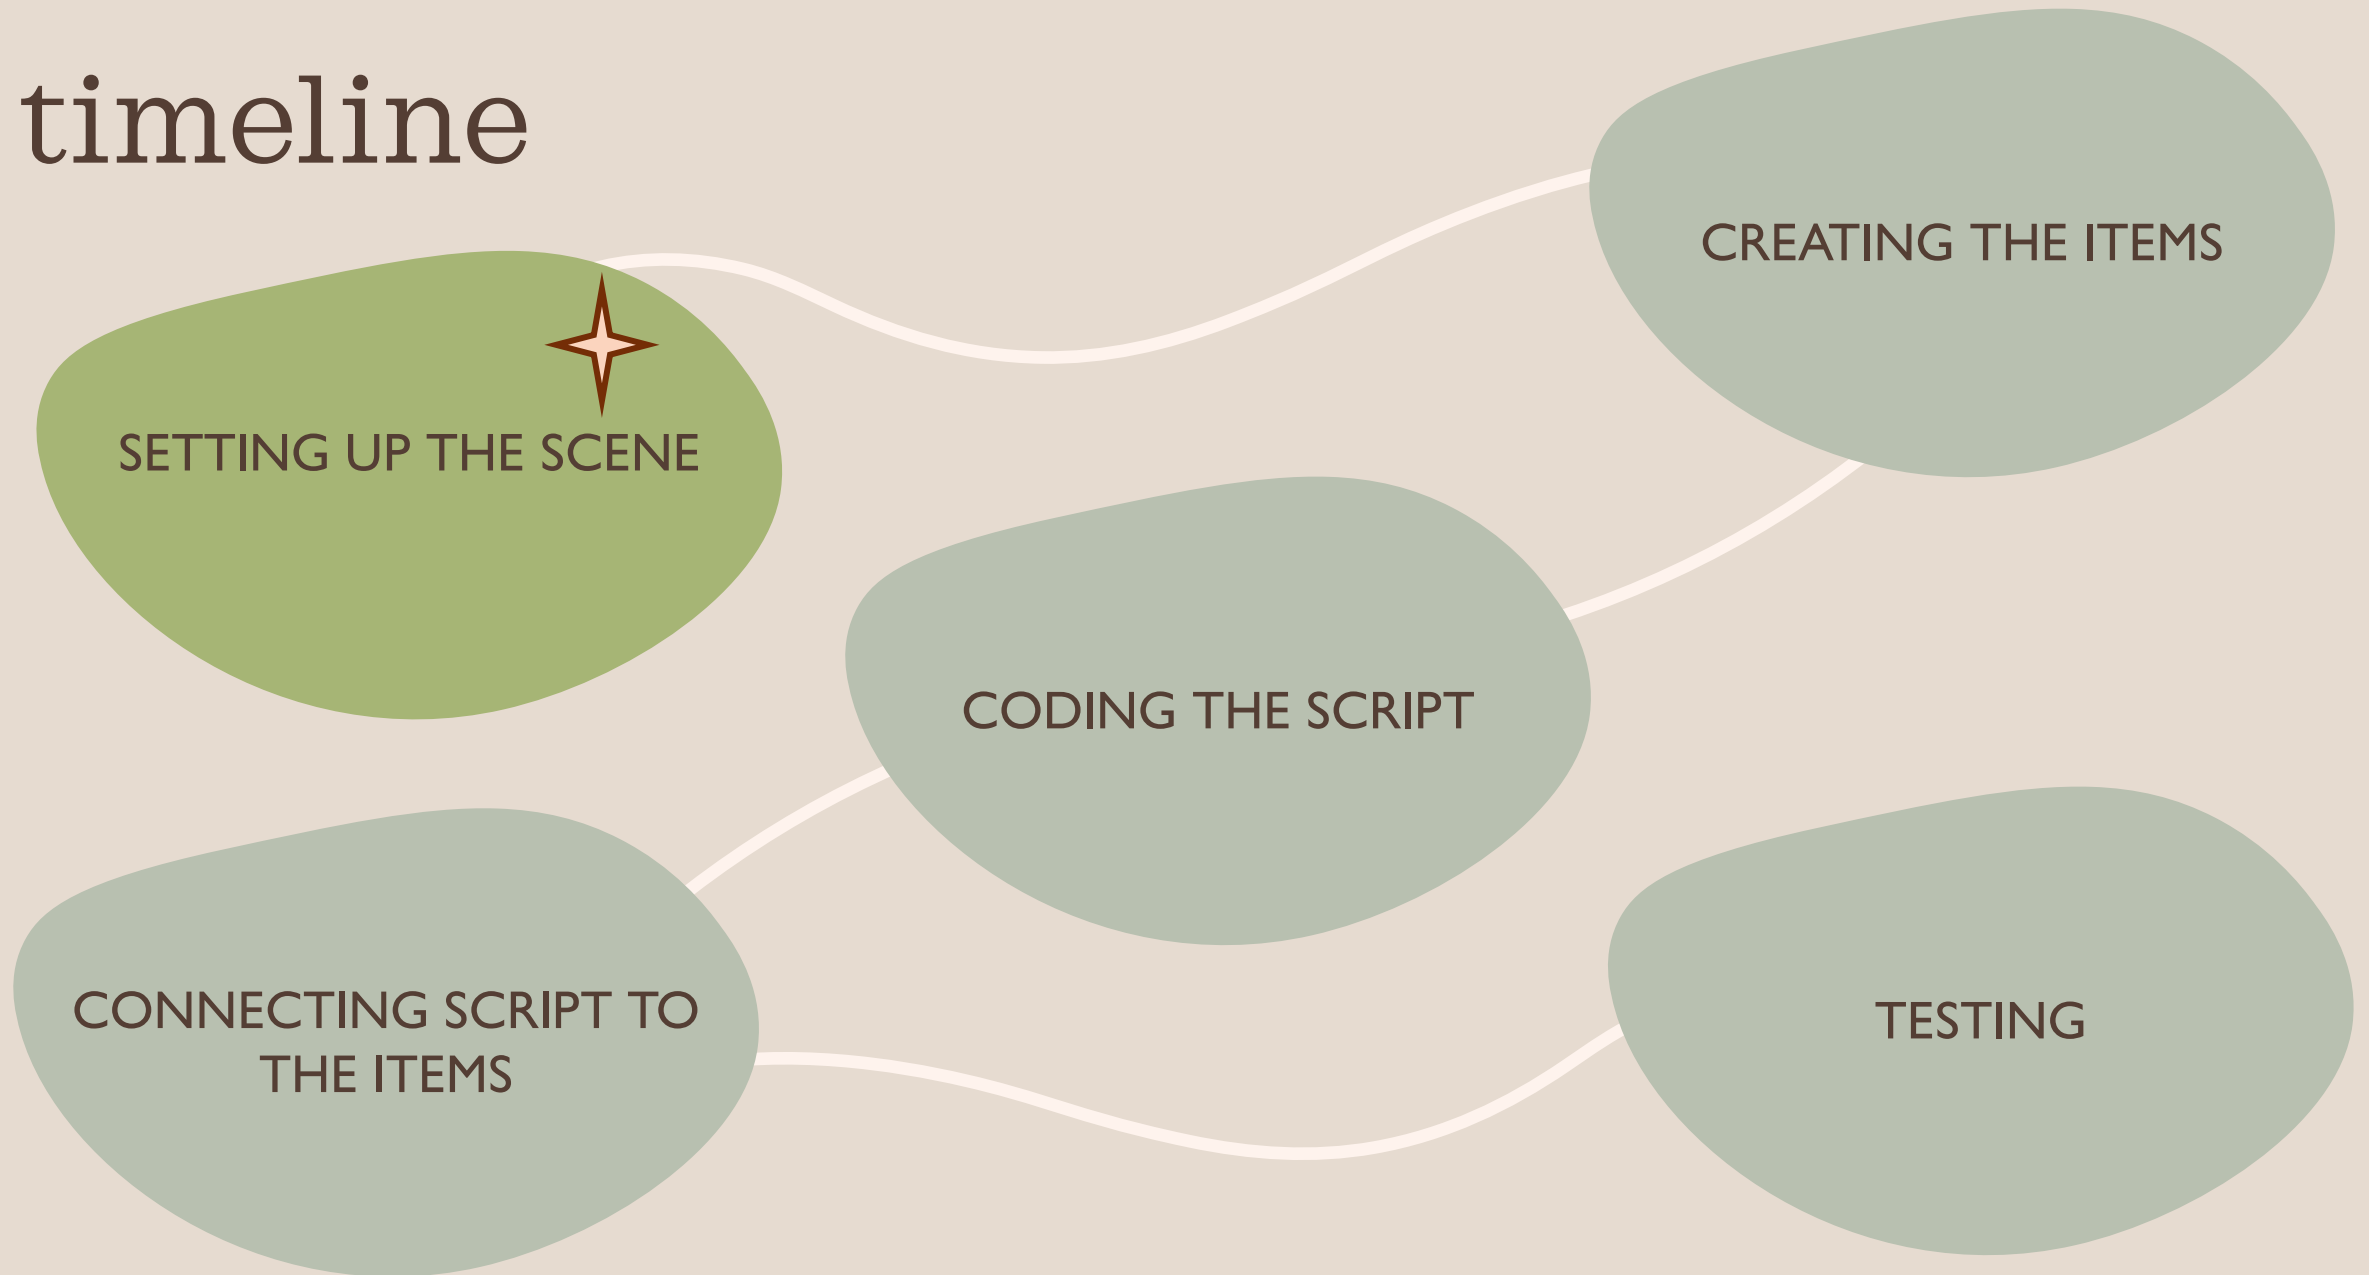 timeline
SETTING UP THE SCENE
CREATING THE ITEMS
CODING THE SCRIPT
CONNECTING SCRIPT TO
THE ITEMS
TESTING